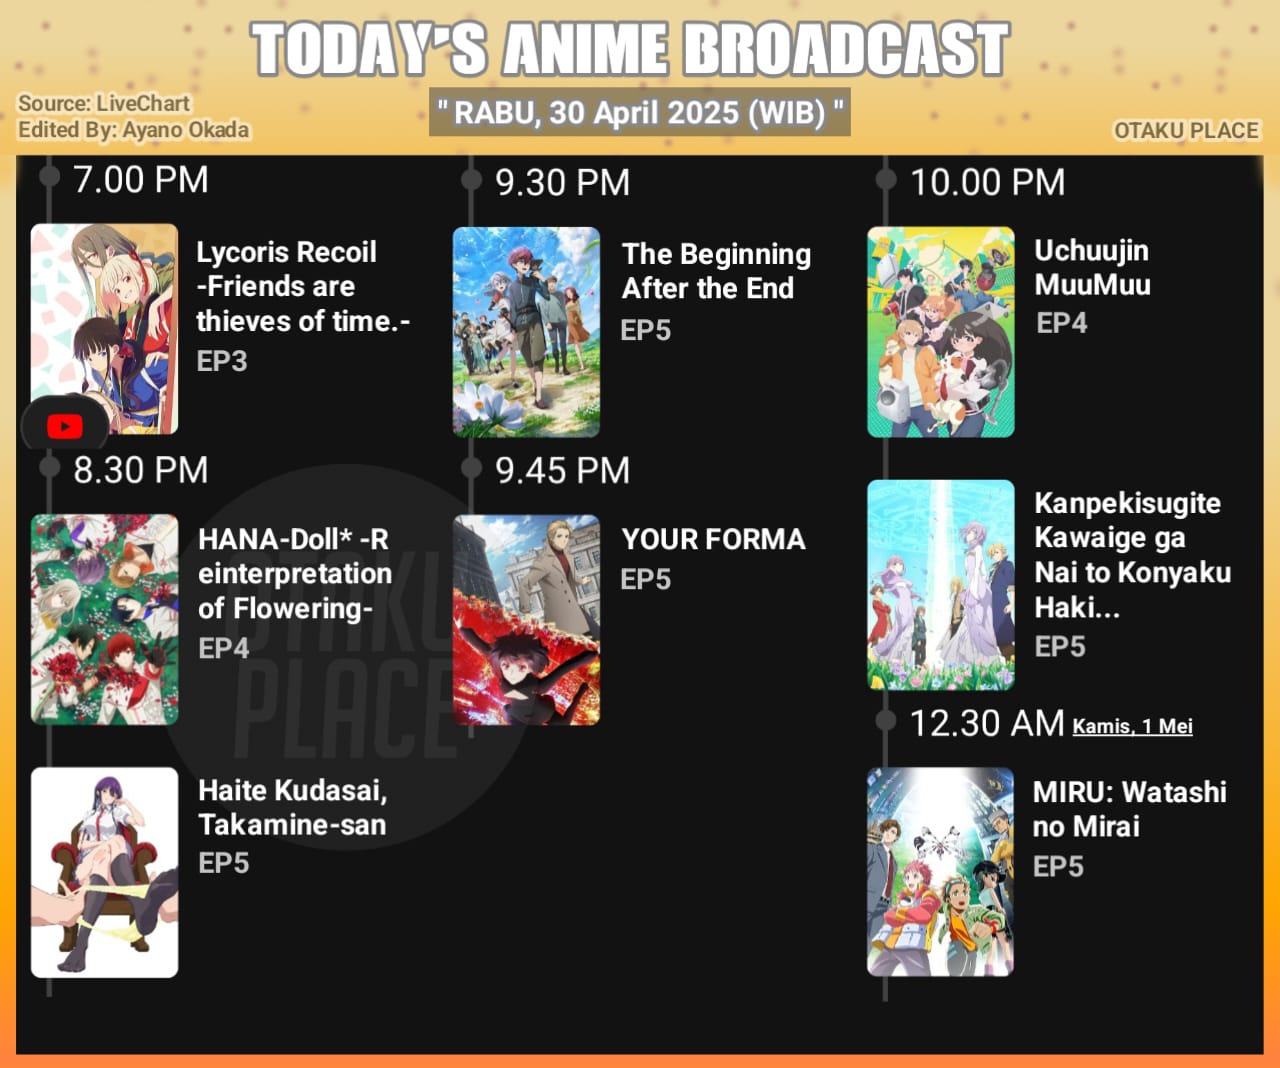 TODAY'S ANIME BROADCAST
Source: LiveChart
Edited By: Ayano Okada
" RABU, 30 April 2025 (WIB) "
OTAKU PLACE
7.00 PM
Lycoris Recoil
-Friends are
thieves of time.-
EP3
8.30 PM
HANA-Doll* -R
einterpretation
of Flowering-
EP4
Haite Kudasai,
Takamine-san
EP5
9.30 PM
The Beginning
After the End
EP5
9.45 PM
YOUR FORMA
EP5
10.00 PM
Uchuujin
MuuMuu
EP4
Kanpekisugite
Kawaige ga
Nai to Konyaku
Haki...
EP5
12.30 AM Kamis, 1 Mei
MIRU: Watashi
no Mirai
EP5
OTAKU
PLACE